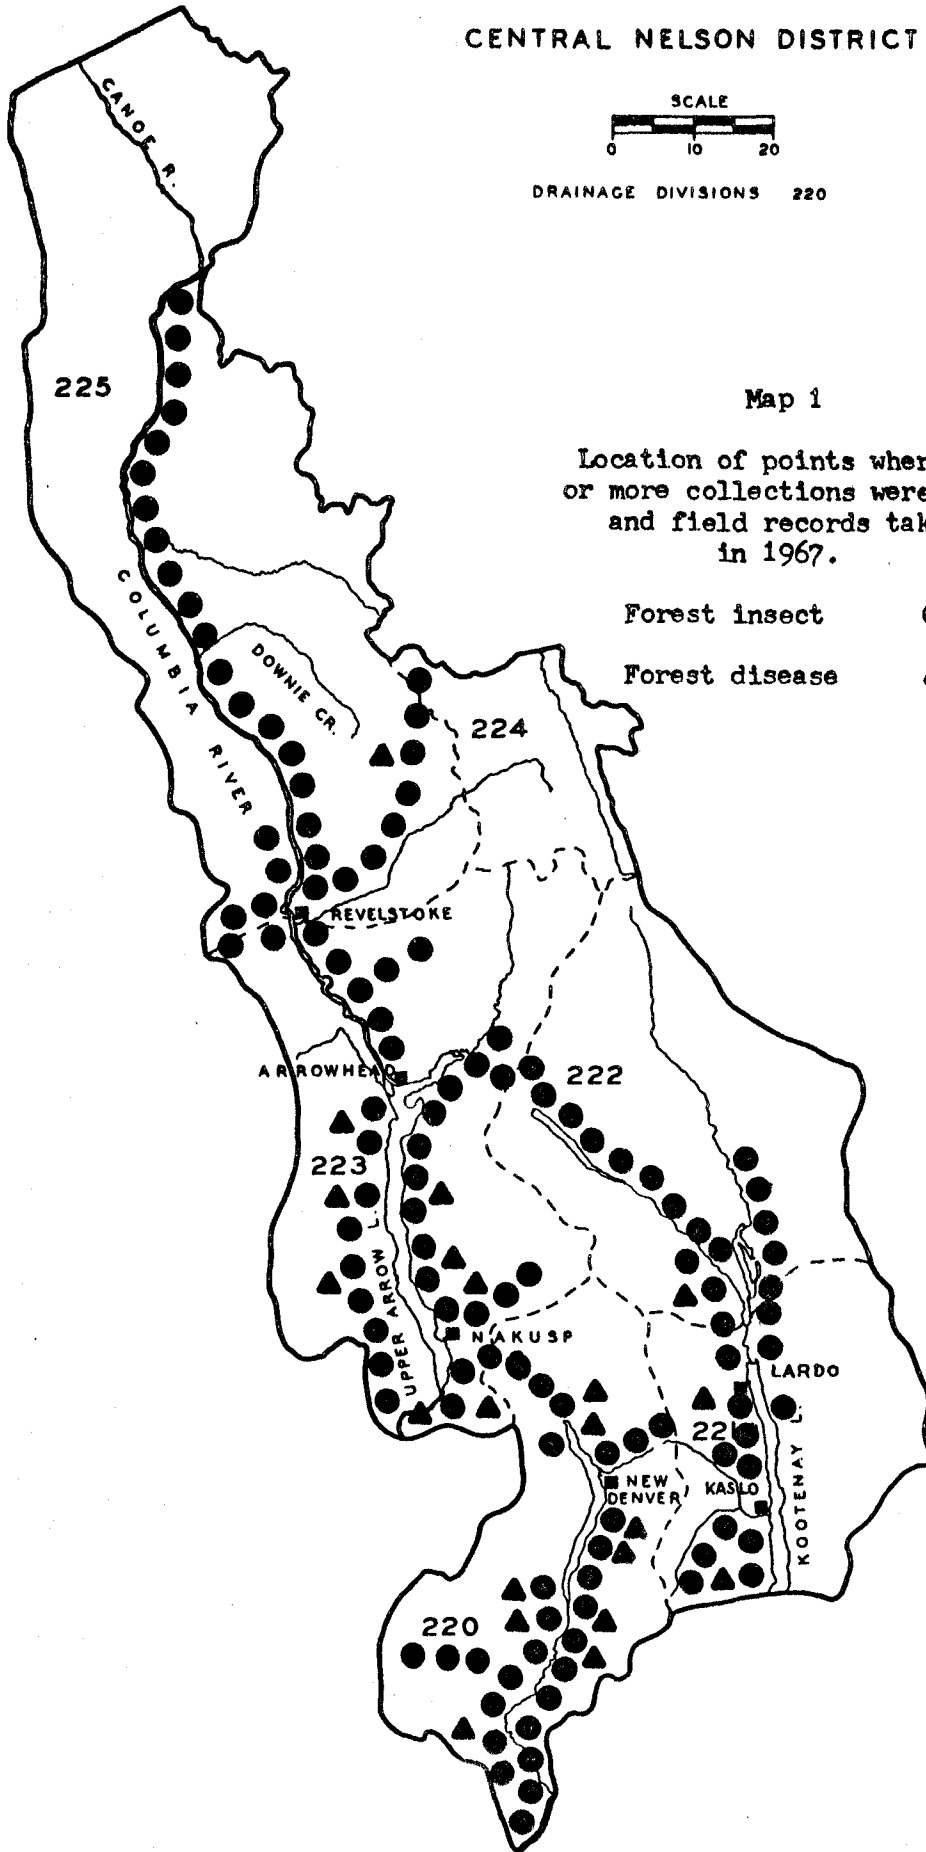 CENTRAL NELSON DISTRICT
SCALE
0 10 20
DRAINAGE DIVISIONS 220
CANOE R.
225
Map 1
Location of points wher
or more collections were
and field records tak
in 1967.
Forest insect
Forest disease
COLUMBIA RIVER
DOWNIE CR.
224
REVELSTOKE
ARROWHEAD
222
223
UPPER ARROW L.
NAKUSP
LARDO
221
NEW
DENVER
KASLO
KOOTENAY L.
220